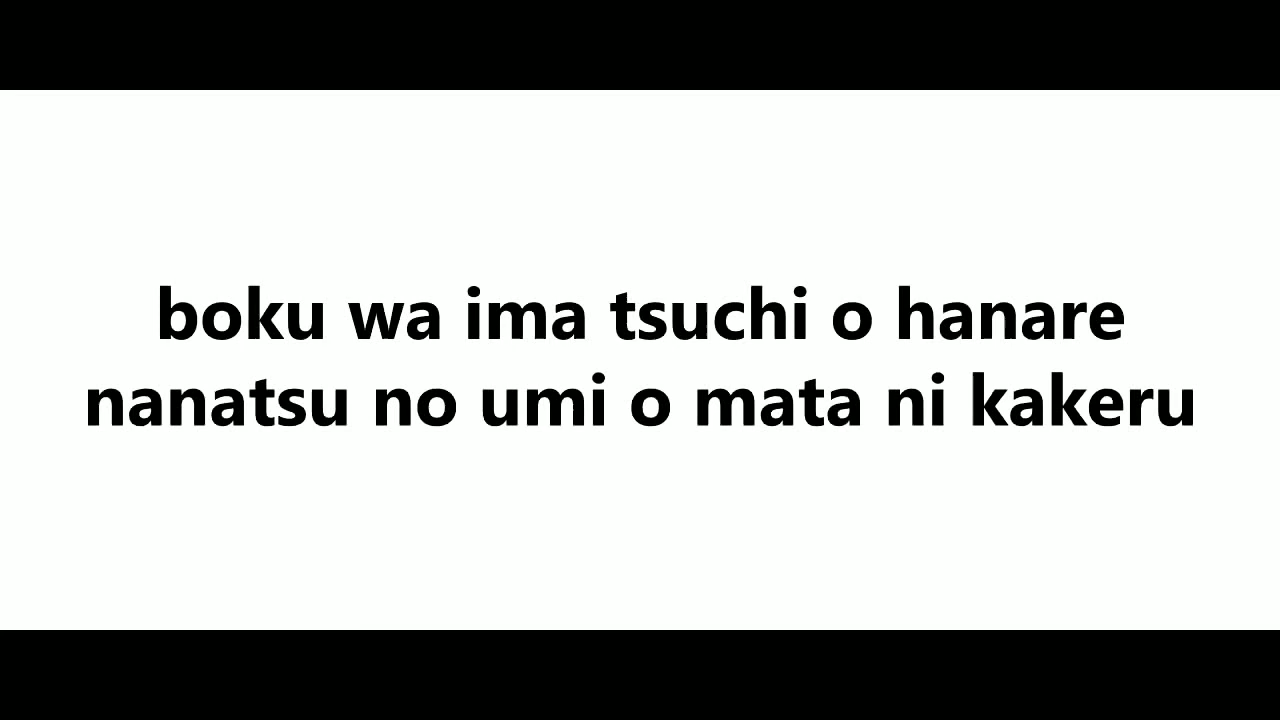 boku wa ima tsuchi o hanare
nanatsu no umi o mata ni kakeru